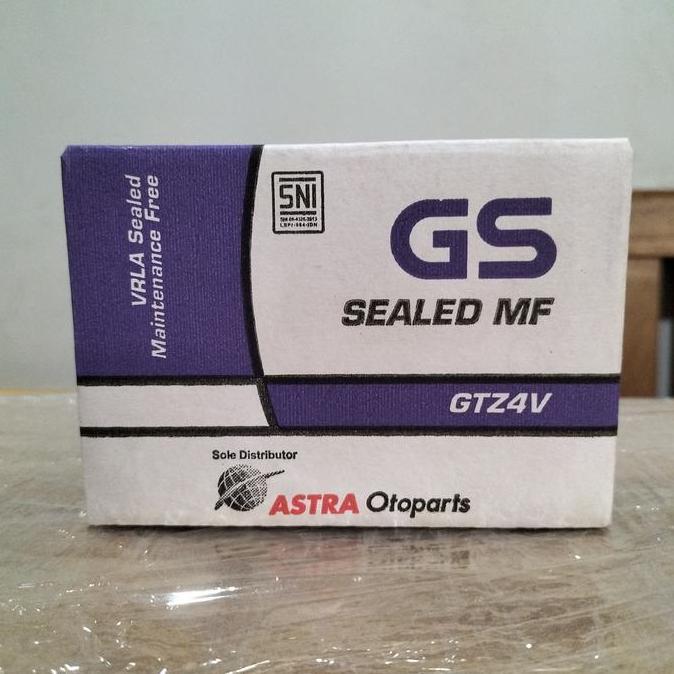 VRLA Sealed
Maintenance Free
SNI
GS
SEALED MF
GTZ4V
Sole Distributor
ASTRA Otoparts